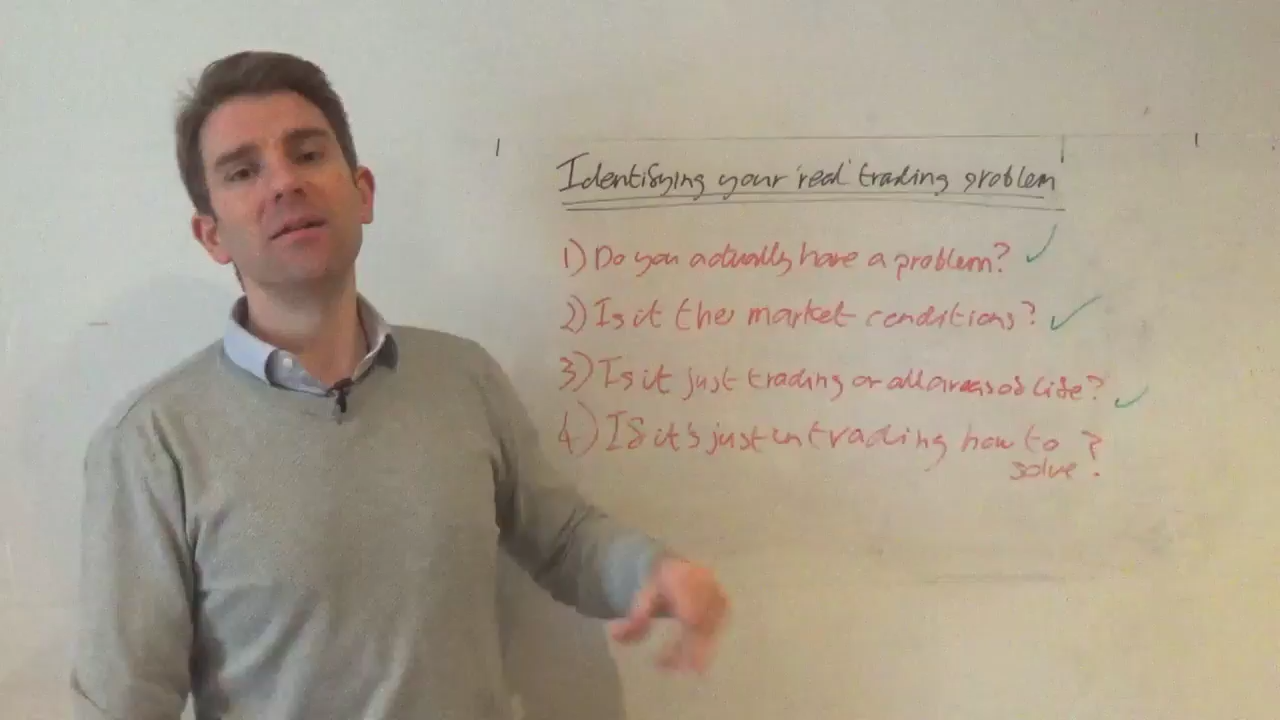 Identifying your 'real' trading problem
1) Do you actually have a problem? ✓
2) Is it the market conditions? ✓
3) Is it just trading or all areas of life? ✓
4) If it's just in trading how to
solve?